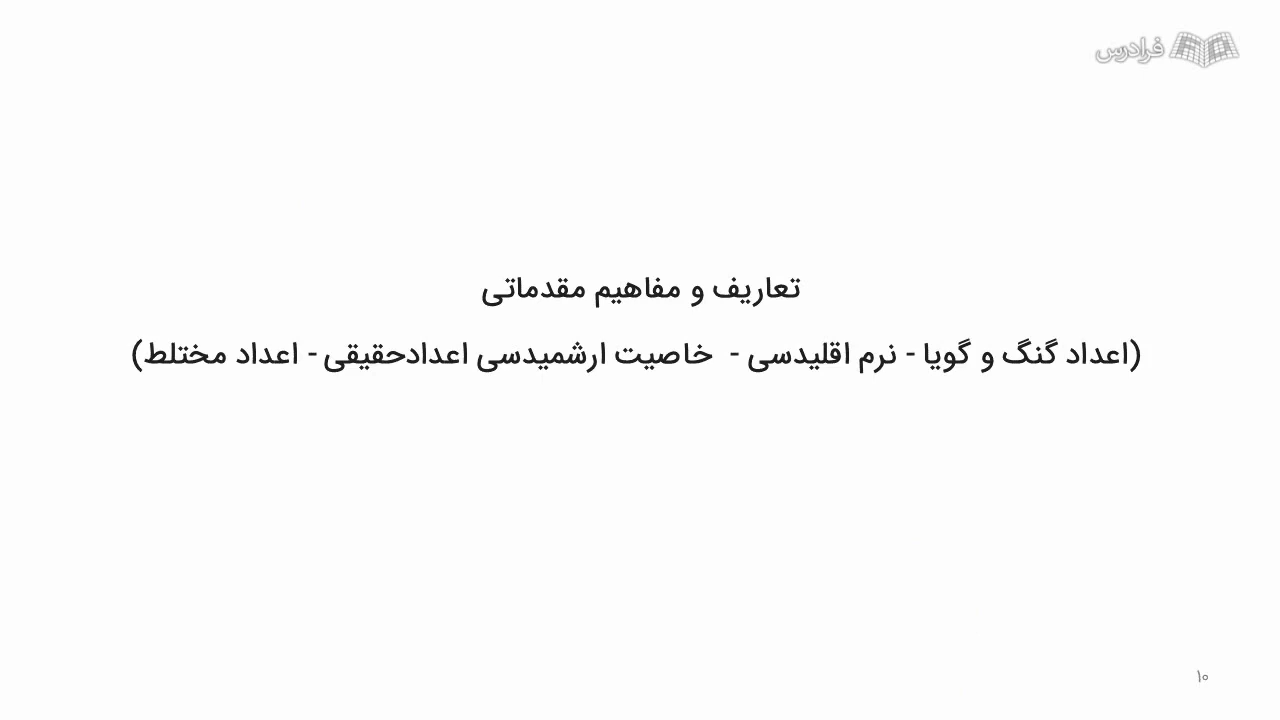 فرادرس
تعاریف و مفاهیم مقدماتی
(اعداد گنگ و گویا - نرم اقلیدسی - خاصیت ارشمیدسی اعدادحقیقی - اعداد مختلط)
۱۰